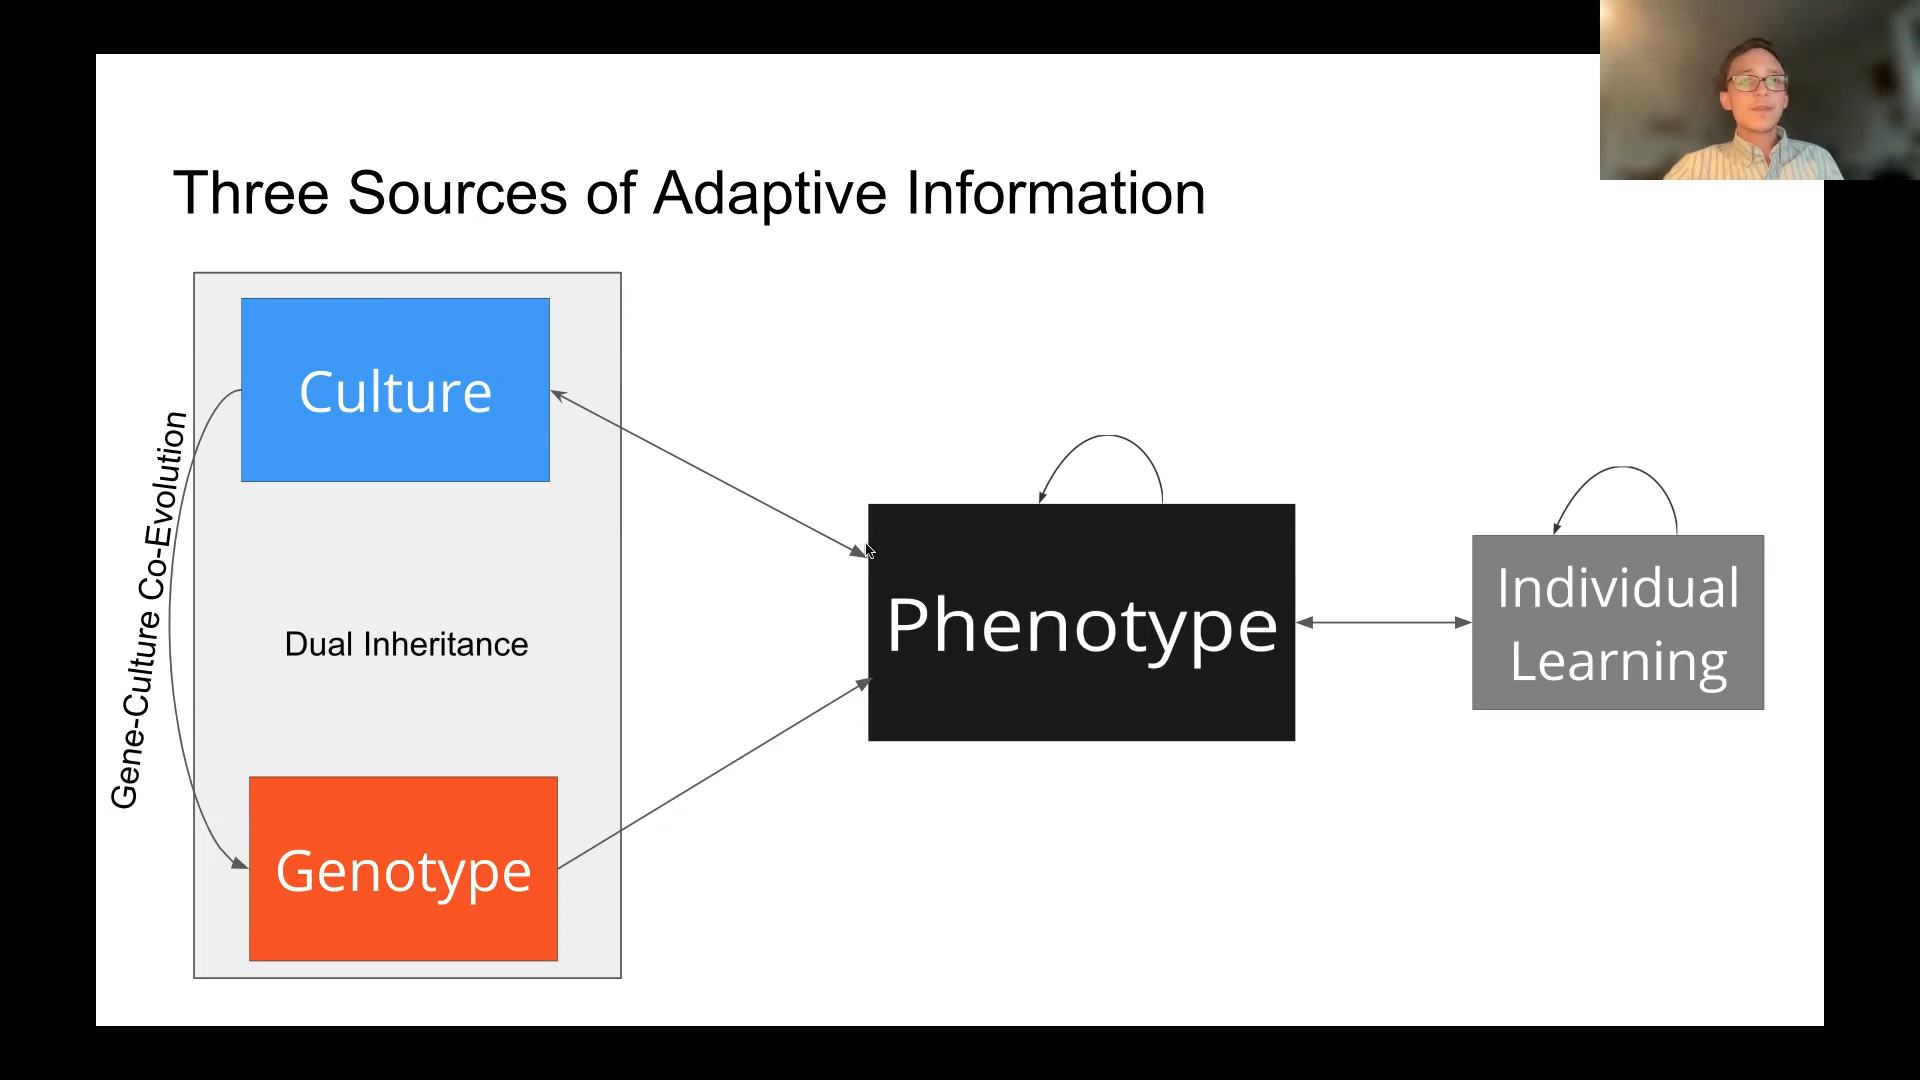 Three Sources of Adaptive Information
Culture
Gene-Culture Co-Evolution
Dual Inheritance
Genotype
Phenotype
Individual
Learning